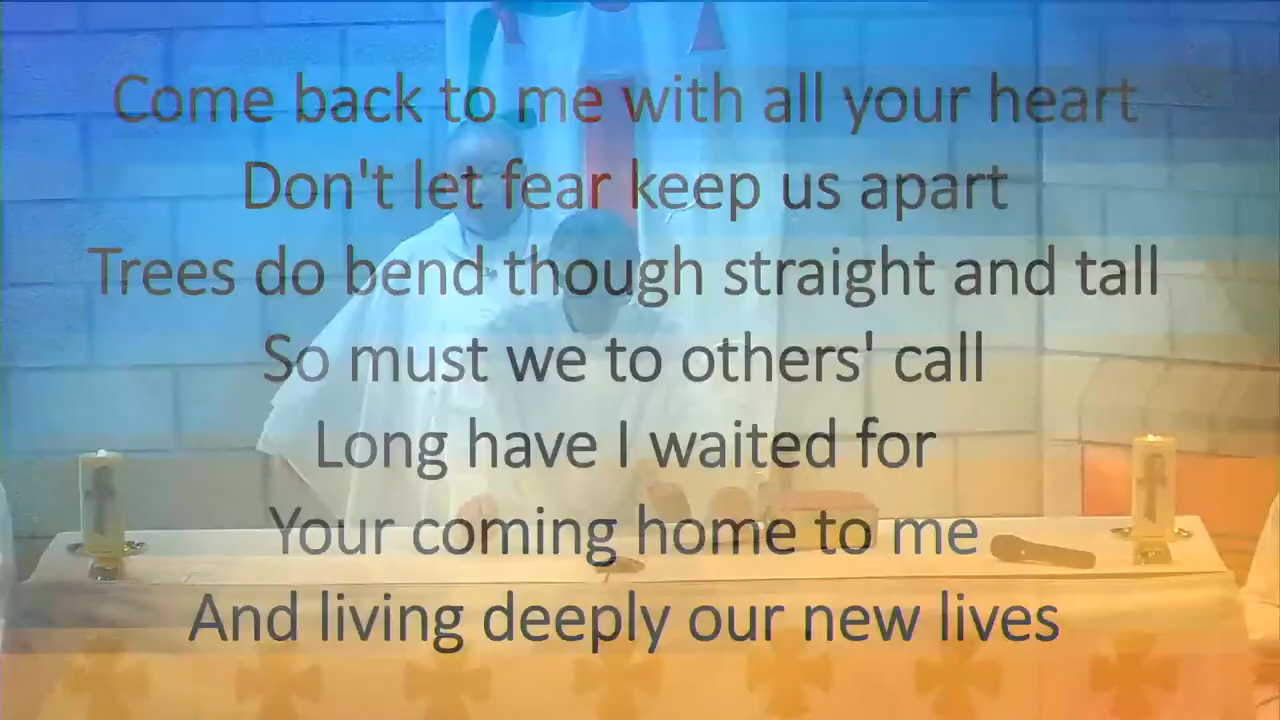 Come back to me with all your heart
Don't let fear keep us apart
Trees do bend though straight and tall
So must we to others' call
Long have I waited for
Your coming home to me
And living deeply our new lives